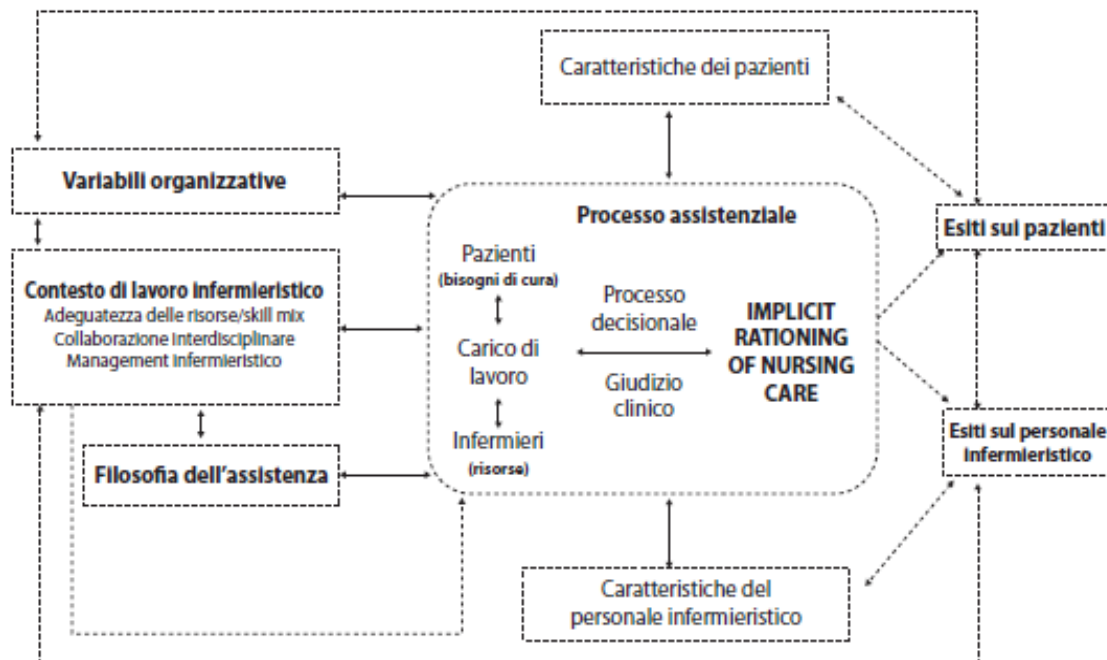 Caratteristiche dei pazienti
Variabili organizzative
Contesto di lavoro infermieristico
Adeguatezza delle risorse/skill mix
Collaborazione interdisciplinare
Management infermieristico
Filosofia dell'assistenza
Processo assistenziale
Pazienti
(bisogni di cura)
Carico di
lavoro
Infermieri
(risorse)
Processo
decisionale
Giudizio
clinico
IMPLICIT
RATIONING
OF NURSING
CARE
Esiti sui pazienti
Esiti sul personale
infermieristico
Caratteristiche del
personale infermieristico